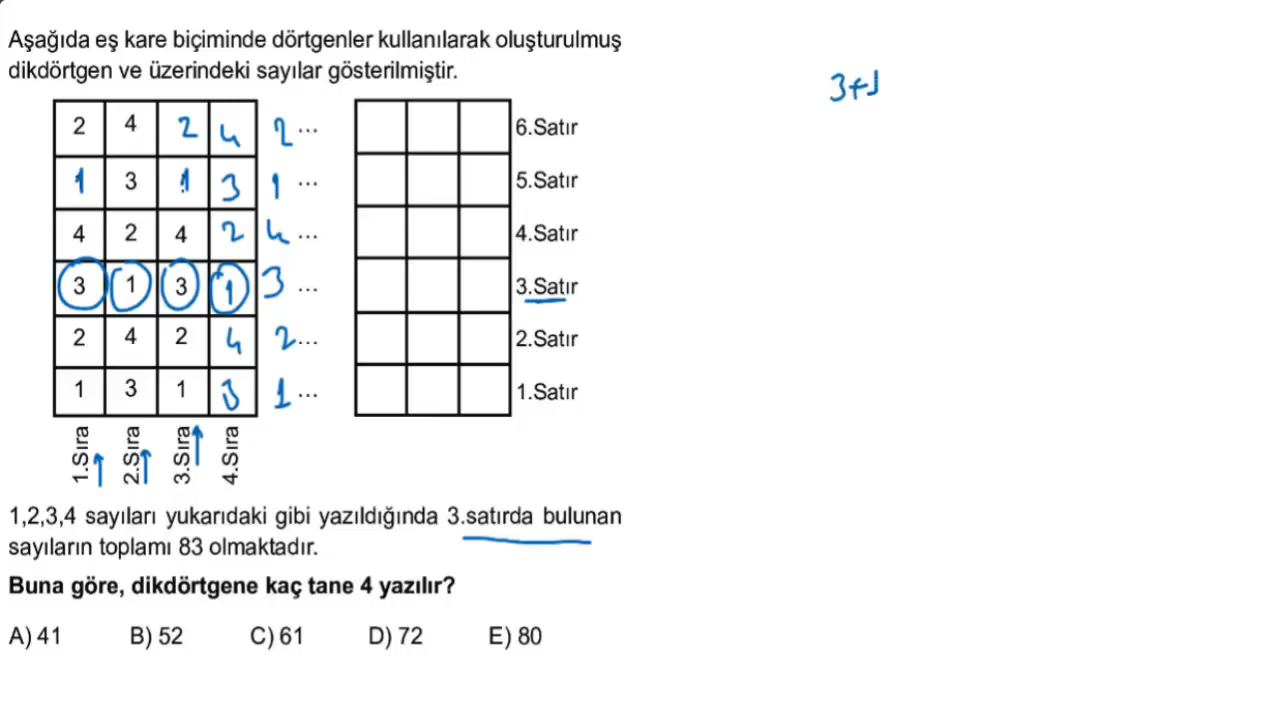 Aşağıda eş kare biçiminde dörtgenler kullanılarak oluşturulmuş
dikdörtgen ve üzerindeki sayılar gösterilmiştir.
3+1
2 4 2 4 2 ... 6.Satır
1 3 1 3 1 ... 5.Satır
4 2 4 2 4 ... 4.Satır
3 1 3 1 3 ... 3.Satır
2 4 2 4 2 ... 2.Satır
1 3 1 3 1 ... 1.Satır
1.Sıra 2.Sıra 3.Sıra 4.Sıra
1,2,3,4 sayıları yukarıdaki gibi yazıldığında 3.satırda bulunan
sayıların toplamı 83 olmaktadır.
Buna göre, dikdörtgene kaç tane 4 yazılır?
A) 41 B) 52 C) 61 D) 72 E) 80